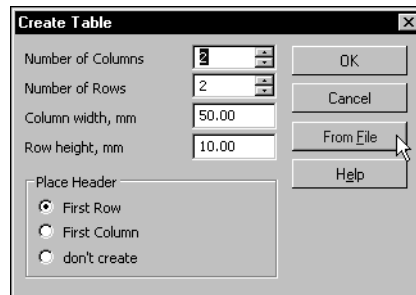 Create Table
Number of Columns 2
Number of Rows 2
Column width, mm 50.00
Row height, mm 10.00
OK
Cancel
From File
Help
Place Header
First Row
First Column
don't create